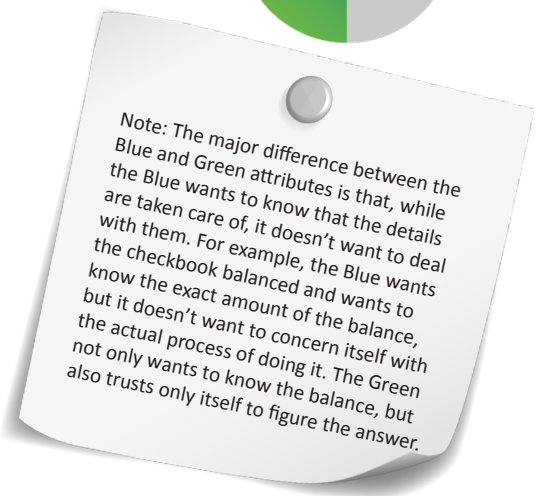 Note: The major difference between the
Blue and Green attributes is that, while
the Blue wants to know that the details
are taken care of, it doesn’t want to deal
with them. For example, the Blue wants
the checkbook balanced and wants to
know the exact amount of the balance,
but it doesn’t want to concern itself with
the actual process of doing it. The Green
not only wants to know the balance, but
also trusts only itself to figure the answer.